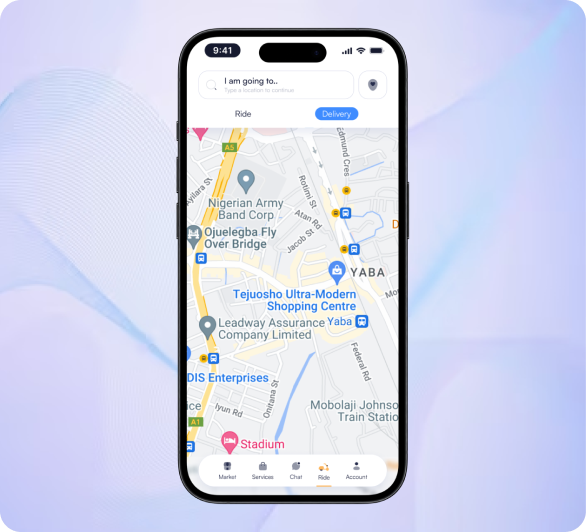 9:41
I am going to..
Type a location to continue
Ride
Delivery
A5
Edmund Cres
Ayilara St
Rotimi St
Nigerian Army
Band Corp
Atan Rd
Ojuelegba Fly
Over Bridge
Jacob St
D
YABA
Tejuosho Ultra-Modern
Shopping Centre
Mo
Leadway Assurance
Company Limited
Yaba
Federal Rd
DIS Enterprises
Onitana St
ice
Iyun Rd
Mobolaji Johnso
Train Statio
A1
Stadium
Market
Services
Chat
Ride
Account